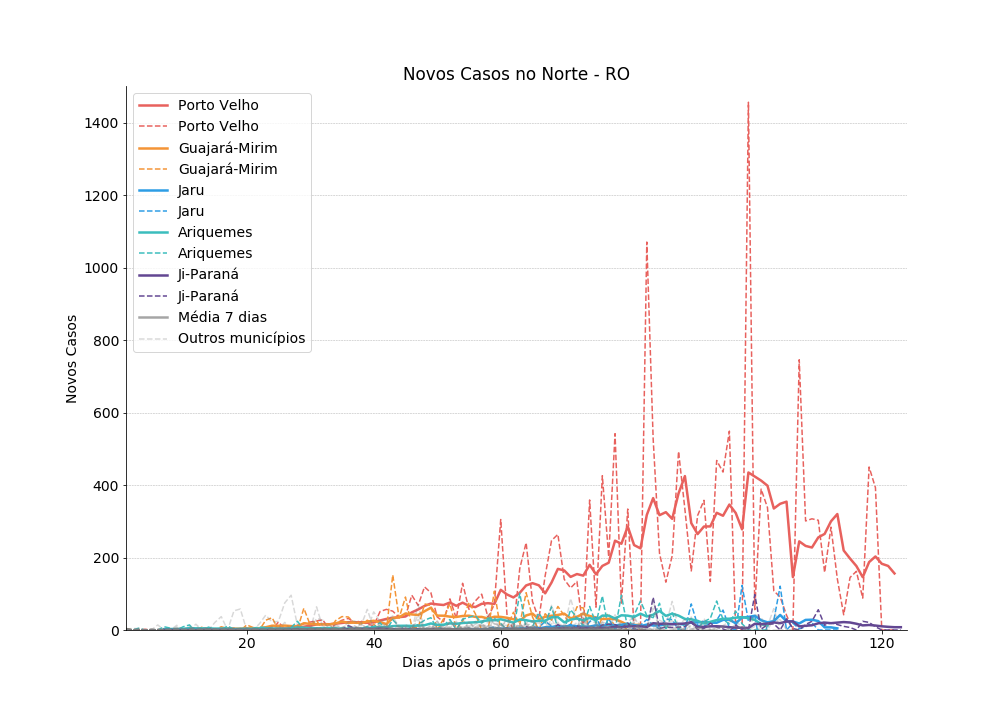 Novos Casos no Norte - RO
Porto Velho
Porto Velho
Guajará-Mirim
Guajará-Mirim
Jaru
Jaru
Ariquemes
Ariquemes
Ji-Paraná
Ji-Paraná
Média 7 dias
Outros municípios
1400
1200
1000
800
600
400
200
0
Novos Casos
20 40 60 80 100 120
Dias após o primeiro confirmado